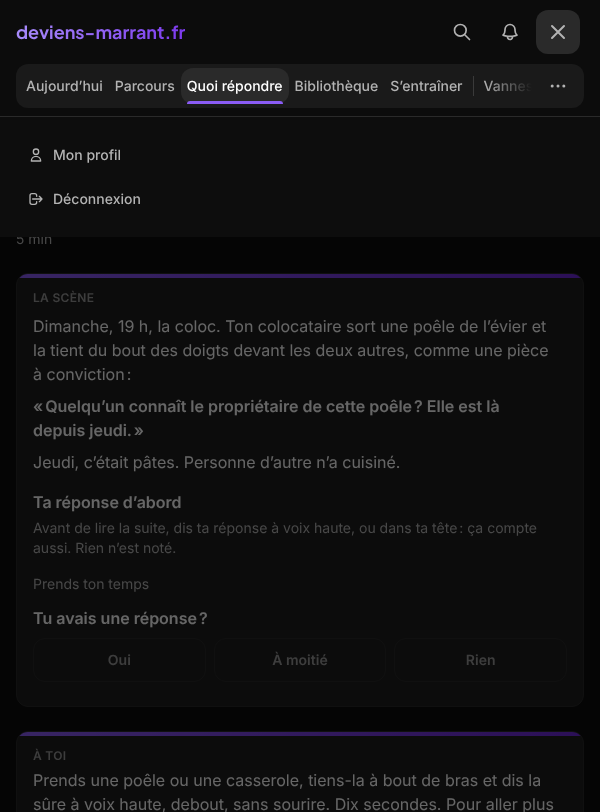 deviens-marrant.fr
Aujourd’hui Parcours Quoi répondre Bibliothèque S’entraîner Vannes
Mon profil
Déconnexion
5 min
LA SCÈNE
Dimanche, 19 h, la coloc. Ton colocataire sort une poêle de l’évier et
la tient du bout des doigts devant les deux autres, comme une pièce
à conviction :
« Quelqu’un connaît le propriétaire de cette poêle ? Elle est là
depuis jeudi. »
Jeudi, c’était pâtes. Personne d’autre n’a cuisiné.
Ta réponse d’abord
Avant de lire la suite, dis ta réponse à voix haute, ou dans ta tête : ça compte
aussi. Rien n’est noté.
Prends ton temps
Tu avais une réponse ?
Oui À moitié Rien
À TOI
Prends une poêle ou une casserole, tiens-la à bout de bras et dis la
sûre à voix haute, debout, sans sourire. Dix secondes. Pour aller plus